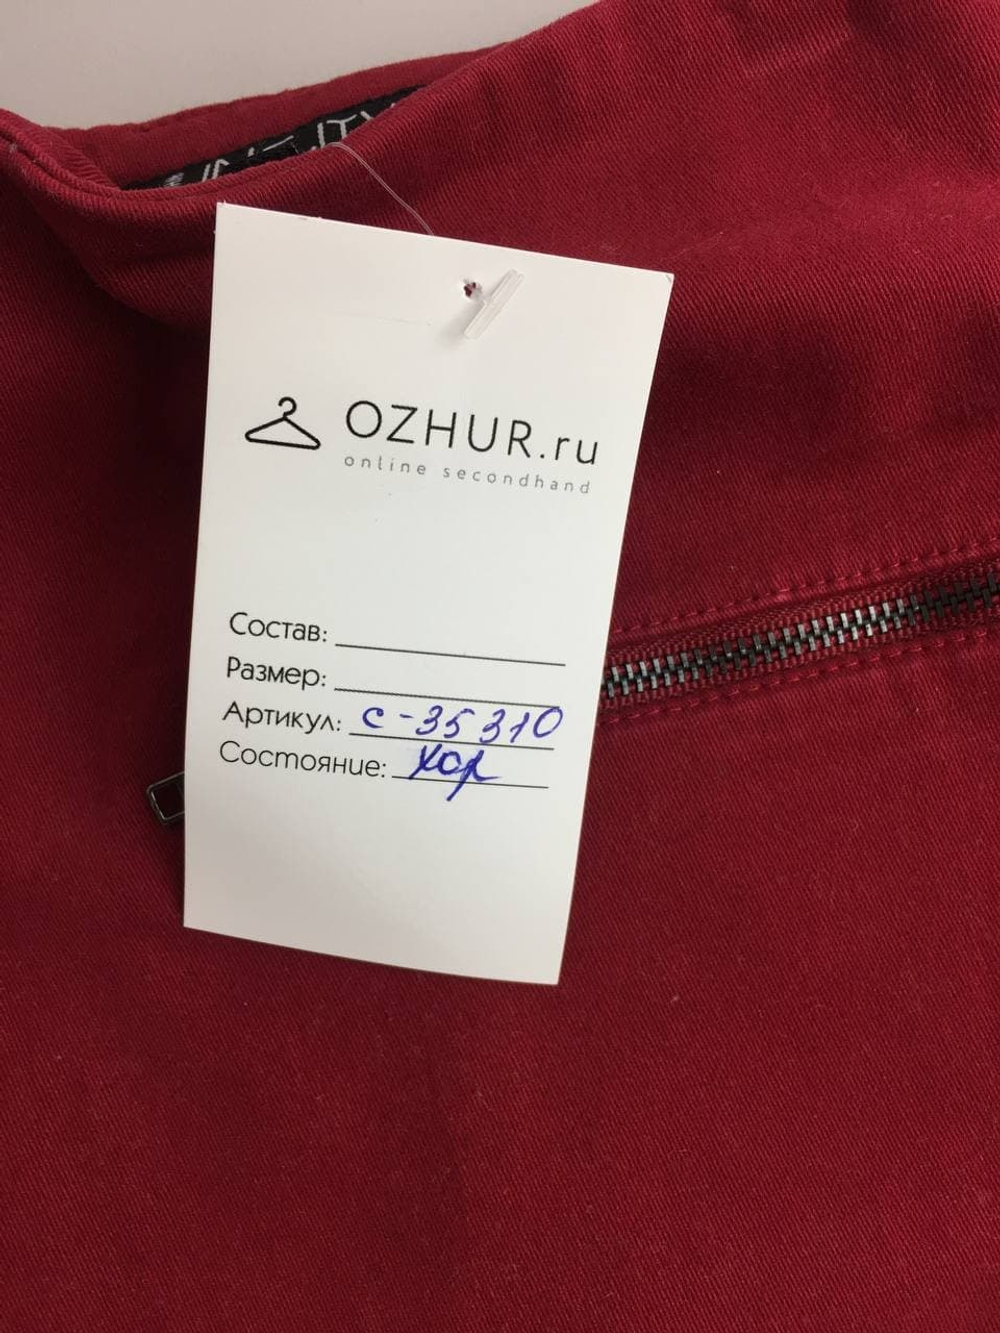 OZHUR.ru
online secondhand
Состав:
Размер:
Артикул: с-35310
Состояние: хор